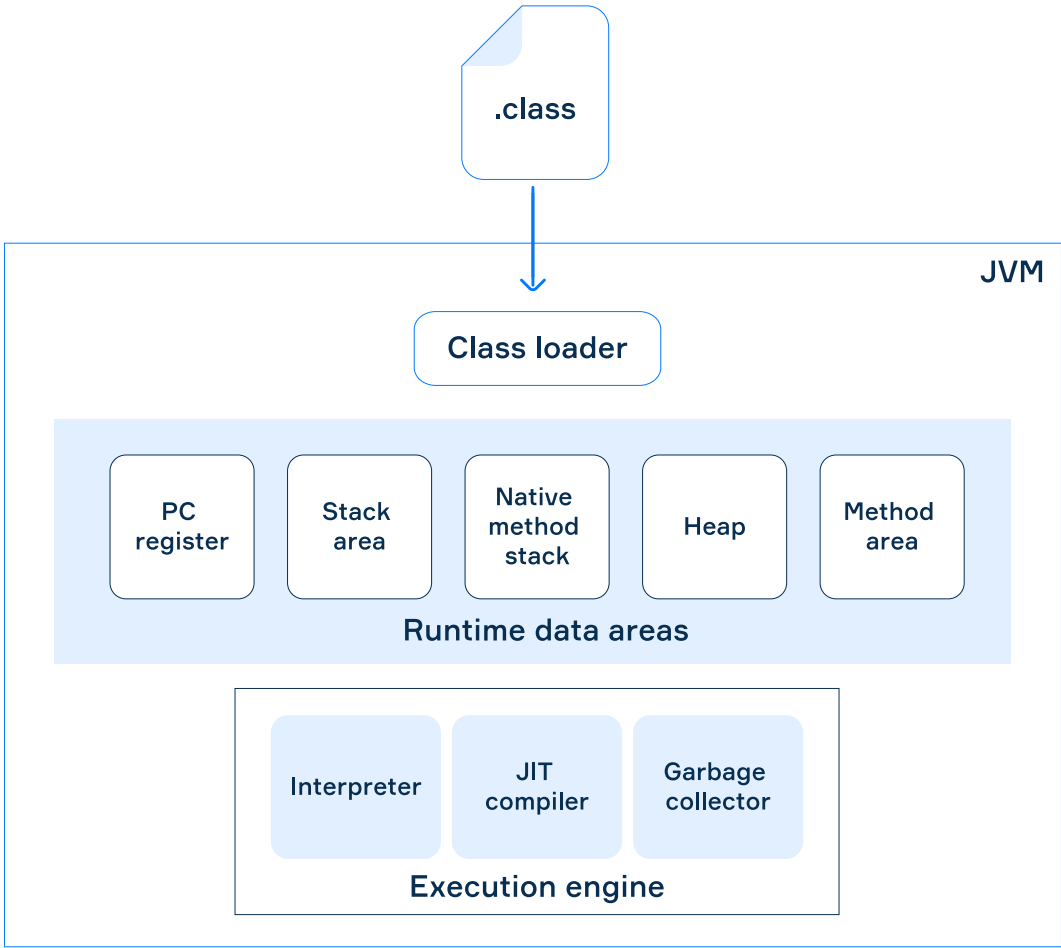 .class
JVM
Class loader
PC
register
Stack
area
Native
method
stack
Heap
Method
area
Runtime data areas
Interpreter
JIT
compiler
Garbage
collector
Execution engine